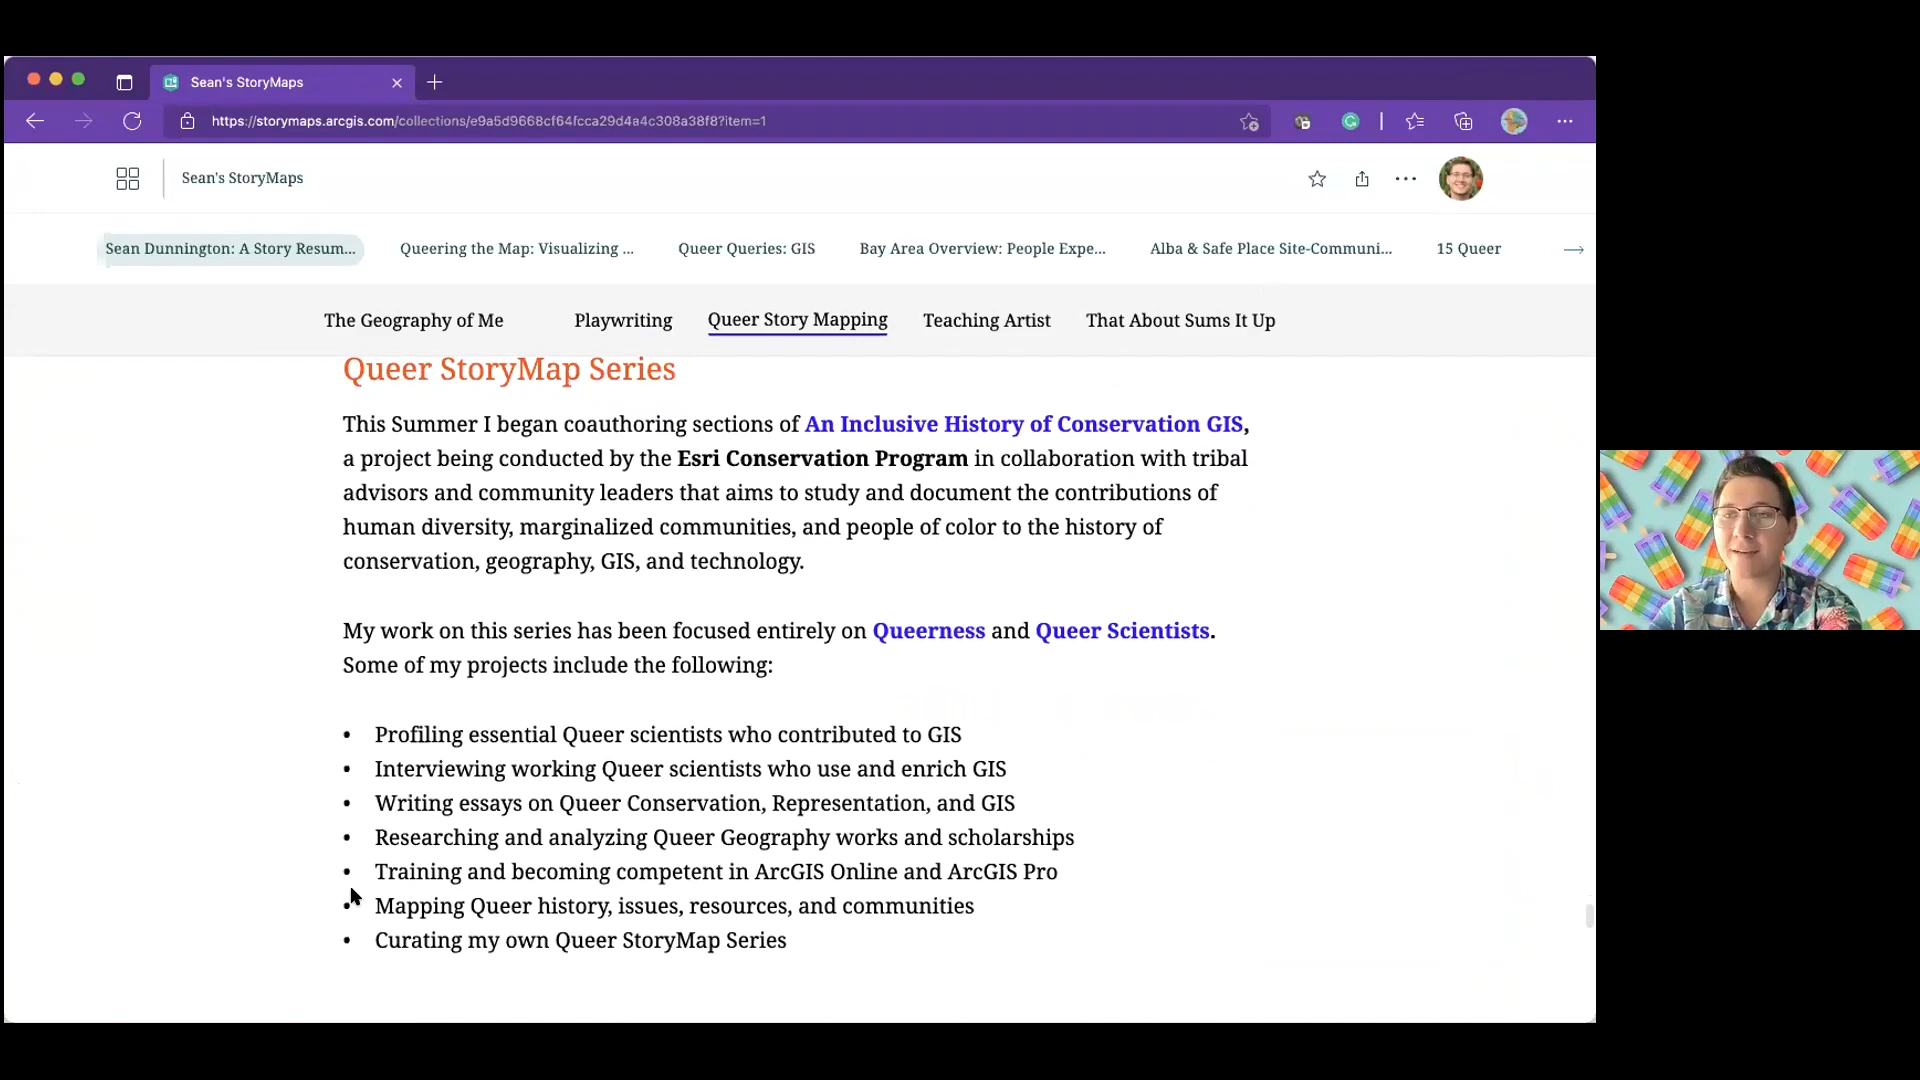 Sean's StoryMaps
https://storymaps.arcgis.com/collections/e9a5d9668cf64fcca29d4a4c308a38f8?item=1
Sean's StoryMaps
Sean Dunnington: A Story Resum... Queering the Map: Visualizing ... Queer Queries: GIS Bay Area Overview: People Expe... Alba & Safe Place Site-Communi... 15 Queer
The Geography of Me Playwriting Queer Story Mapping Teaching Artist That About Sums It Up
Queer StoryMap Series
This Summer I began coauthoring sections of An Inclusive History of Conservation GIS,
a project being conducted by the Esri Conservation Program in collaboration with tribal
advisors and community leaders that aims to study and document the contributions of
human diversity, marginalized communities, and people of color to the history of
conservation, geography, GIS, and technology.
My work on this series has been focused entirely on Queerness and Queer Scientists.
Some of my projects include the following:
• Profiling essential Queer scientists who contributed to GIS
• Interviewing working Queer scientists who use and enrich GIS
• Writing essays on Queer Conservation, Representation, and GIS
• Researching and analyzing Queer Geography works and scholarships
• Training and becoming competent in ArcGIS Online and ArcGIS Pro
• Mapping Queer history, issues, resources, and communities
• Curating my own Queer StoryMap Series